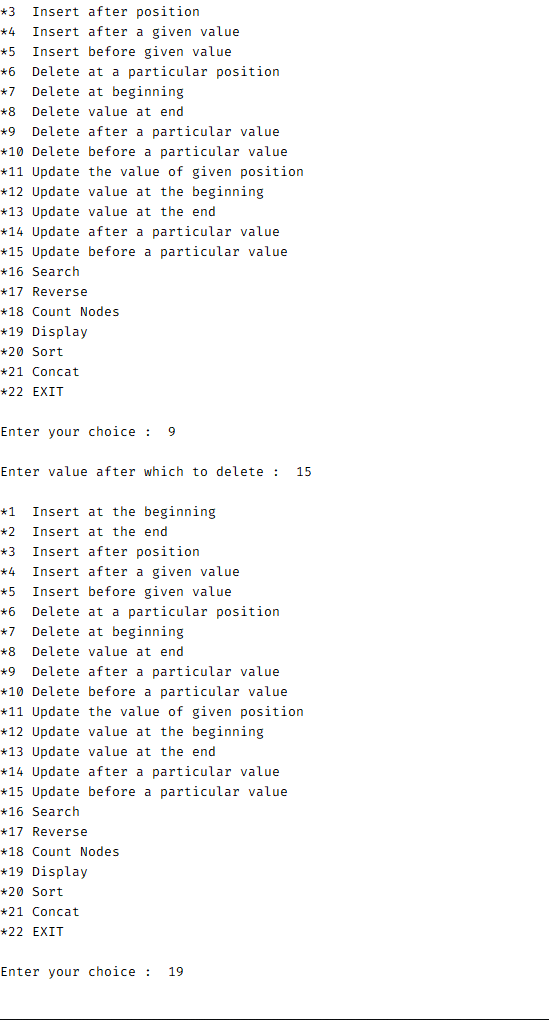 *3  Insert after position
*4  Insert after a given value
*5  Insert before given value
*6  Delete at a particular position
*7  Delete at beginning
*8  Delete value at end
*9  Delete after a particular value
*10 Delete before a particular value
*11 Update the value of given position
*12 Update value at the beginning
*13 Update value at the end
*14 Update after a particular value
*15 Update before a particular value
*16 Search
*17 Reverse
*18 Count Nodes
*19 Display
*20 Sort
*21 Concat
*22 EXIT
Enter your choice :  9
Enter value after which to delete :  15
*1  Insert at the beginning
*2  Insert at the end
*3  Insert after position
*4  Insert after a given value
*5  Insert before given value
*6  Delete at a particular position
*7  Delete at beginning
*8  Delete value at end
*9  Delete after a particular value
*10 Delete before a particular value
*11 Update the value of given position
*12 Update value at the beginning
*13 Update value at the end
*14 Update after a particular value
*15 Update before a particular value
*16 Search
*17 Reverse
*18 Count Nodes
*19 Display
*20 Sort
*21 Concat
*22 EXIT
Enter your choice :  19